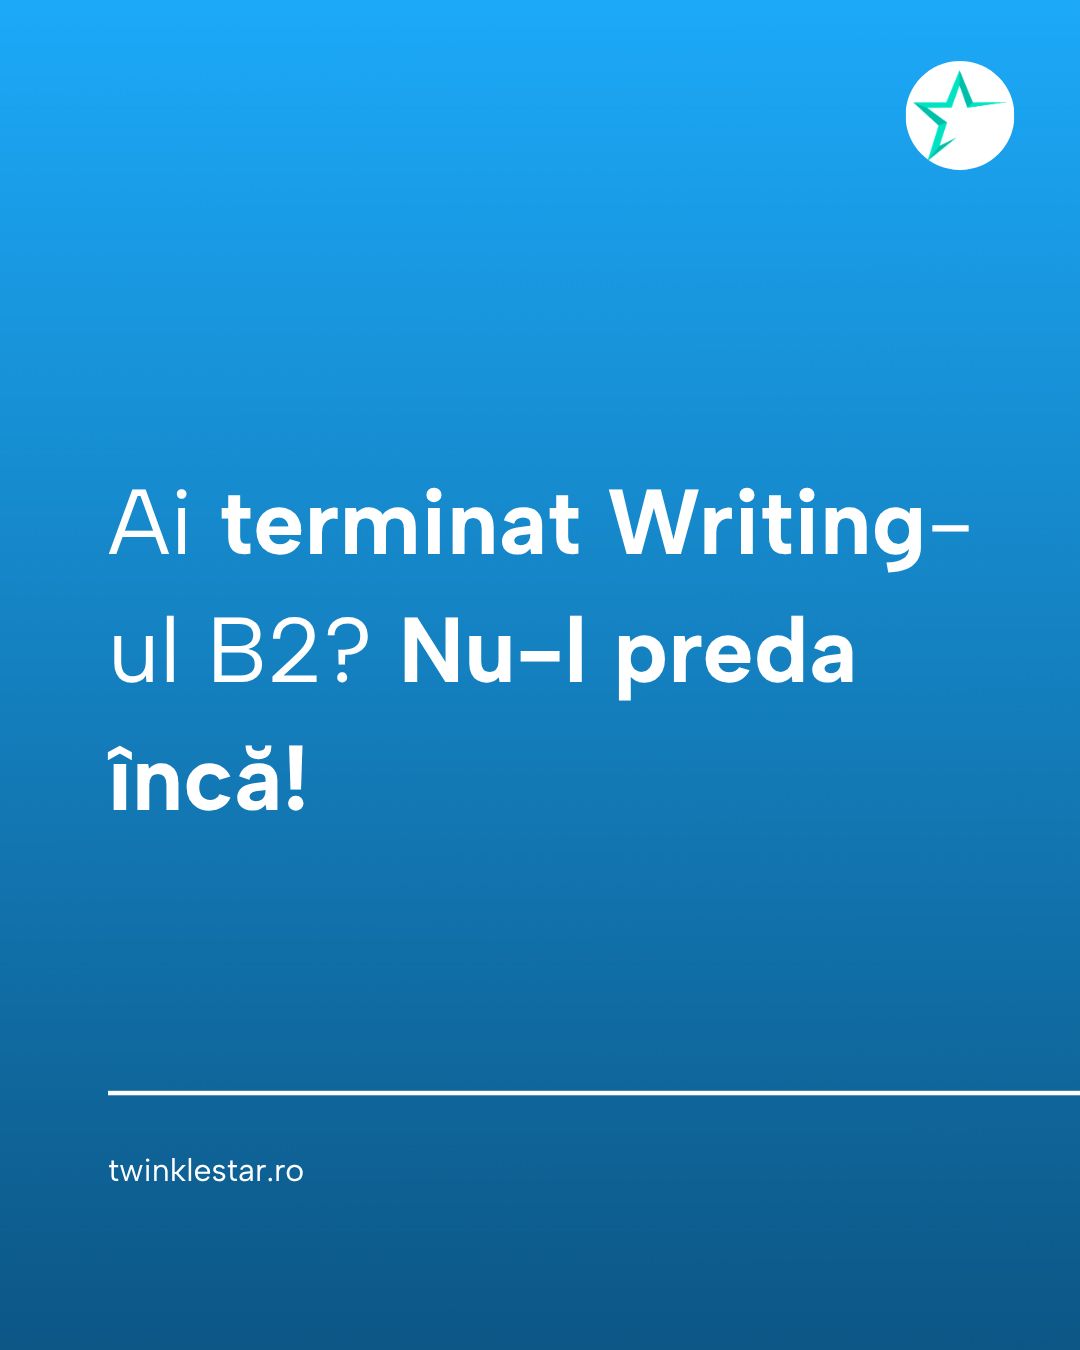 Ai terminat Writing-
ul B2? Nu-l preda
încă!
twinklestar.ro